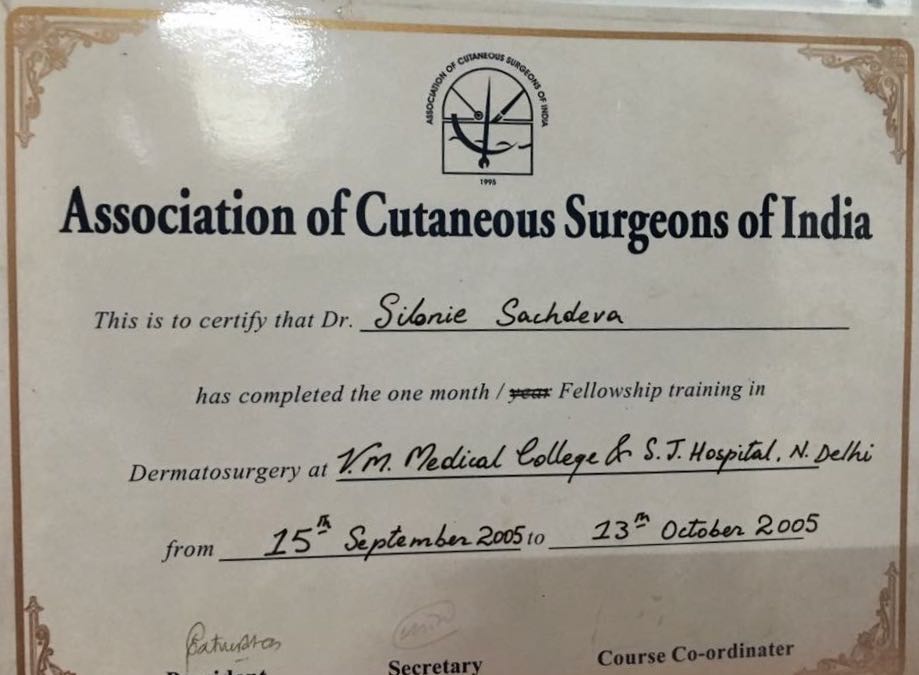 ASSOCIATION OF CUTANEOUS SURGEONS OF INDIA
1995
Association of Cutaneous Surgeons of India
This is to certify that Dr. Silonie Sachdeva
has completed the one month / year Fellowship training in
Dermatosurgery at V.M. Medical College & S.J. Hospital, N. Delhi
from 15th September 2005 to 13th October 2005
President Secretary Course Co-ordinater